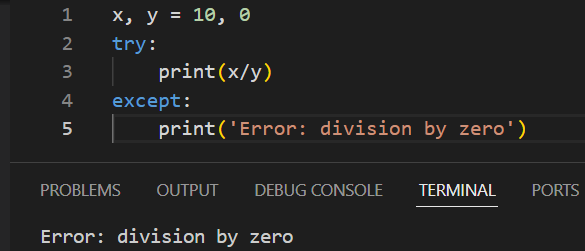 1 x, y = 10, 0
2 try:
3     print(x/y)
4 except:
5     print('Error: division by zero')
PROBLEMS OUTPUT DEBUG CONSOLE TERMINAL PORTS
Error: division by zero